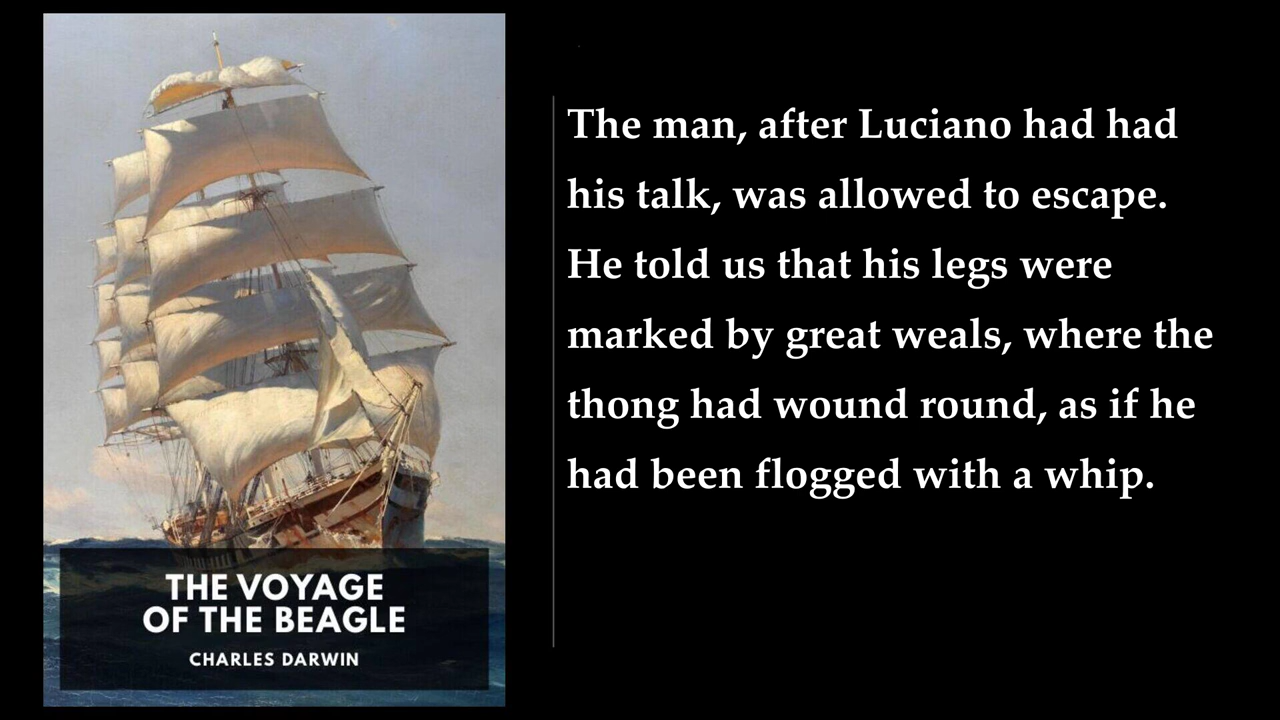 The man, after Luciano had had
his talk, was allowed to escape.
He told us that his legs were
marked by great weals, where the
thong had wound round, as if he
had been flogged with a whip.
THE VOYAGE
OF THE BEAGLE
CHARLES DARWIN